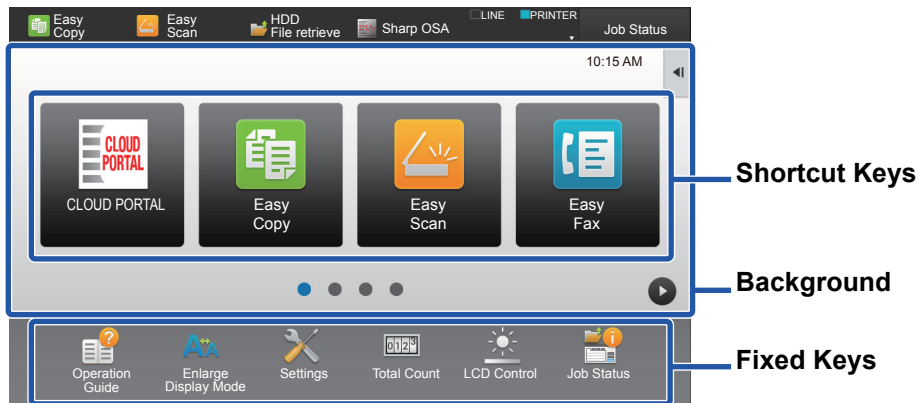 Easy Copy
Easy Scan
HDD File retrieve
Sharp OSA
LINE
PRINTER
Job Status
10:15 AM
CLOUD PORTAL
CLOUD PORTAL
Easy Copy
Easy Scan
Easy Fax
Shortcut Keys
Background
Operation Guide
AA
Enlarge Display Mode
Settings
0123
Total Count
LCD Control
Job Status
Fixed Keys